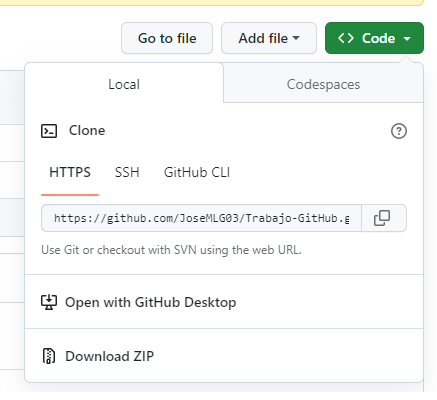 Go to file Add file Code
Local Codespaces
Clone
HTTPS SSH GitHub CLI
https://github.com/JoseMLG03/Trabajo-GitHub.g
Use Git or checkout with SVN using the web URL.
Open with GitHub Desktop
Download ZIP